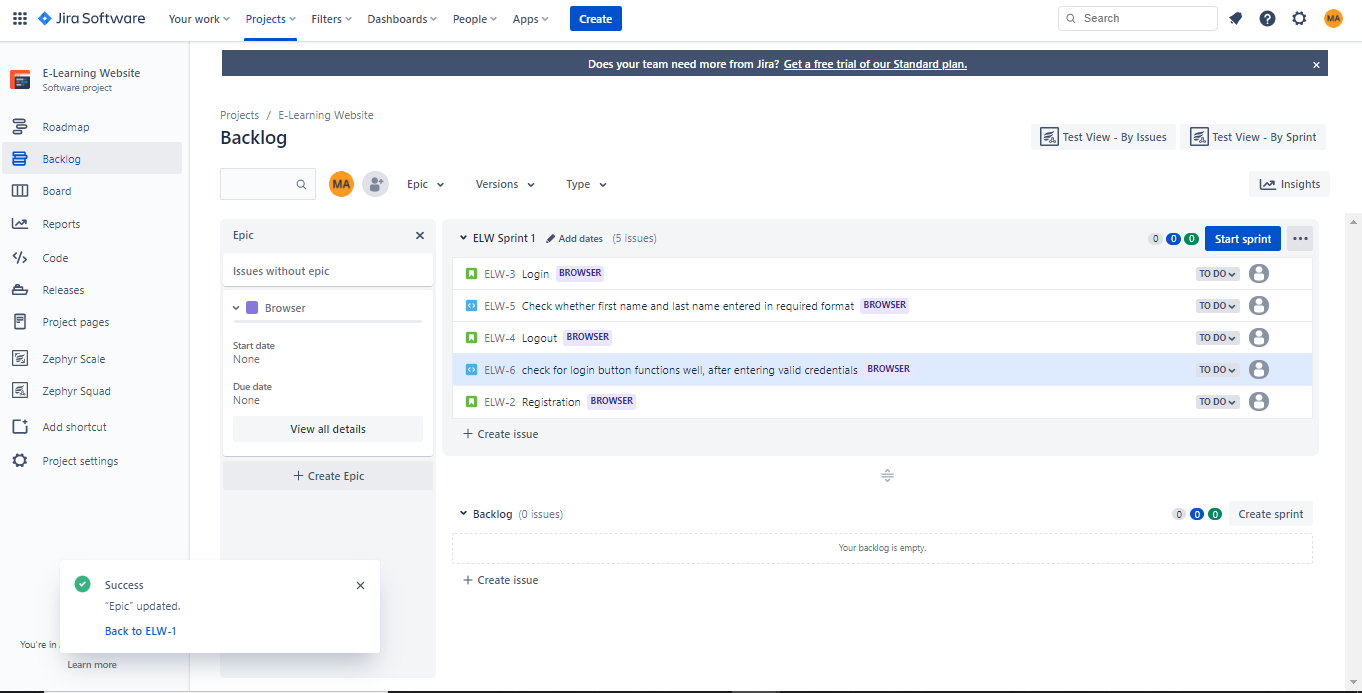 Jira Software
Your work
Projects
Filters
Dashboards
People
Apps
Create
Search
MA
E-Learning Website
Software project
Roadmap
Backlog
Board
Reports
Code
Releases
Project pages
Zephyr Scale
Zephyr Squad
Add shortcut
Project settings
You're in
Learn more
Does your team need more from Jira? Get a free trial of our Standard plan.
Projects / E-Learning Website
Backlog
Test View - By Issues
Test View - By Sprint
MA
Epic
Versions
Type
Insights
Epic
Issues without epic
Browser
Start date
None
Due date
None
View all details
+ Create Epic
ELW Sprint 1 Add dates (5 issues)
0 0 0 Start sprint
ELW-3 Login BROWSER TO DO
ELW-5 Check whether first name and last name entered in required format BROWSER TO DO
ELW-4 Logout BROWSER TO DO
ELW-6 check for login button functions well, after entering valid credentials BROWSER TO DO
ELW-2 Registration BROWSER TO DO
+ Create issue
Backlog (0 issues)
0 0 0 Create sprint
Your backlog is empty.
+ Create issue
Success
“Epic” updated.
Back to ELW-1